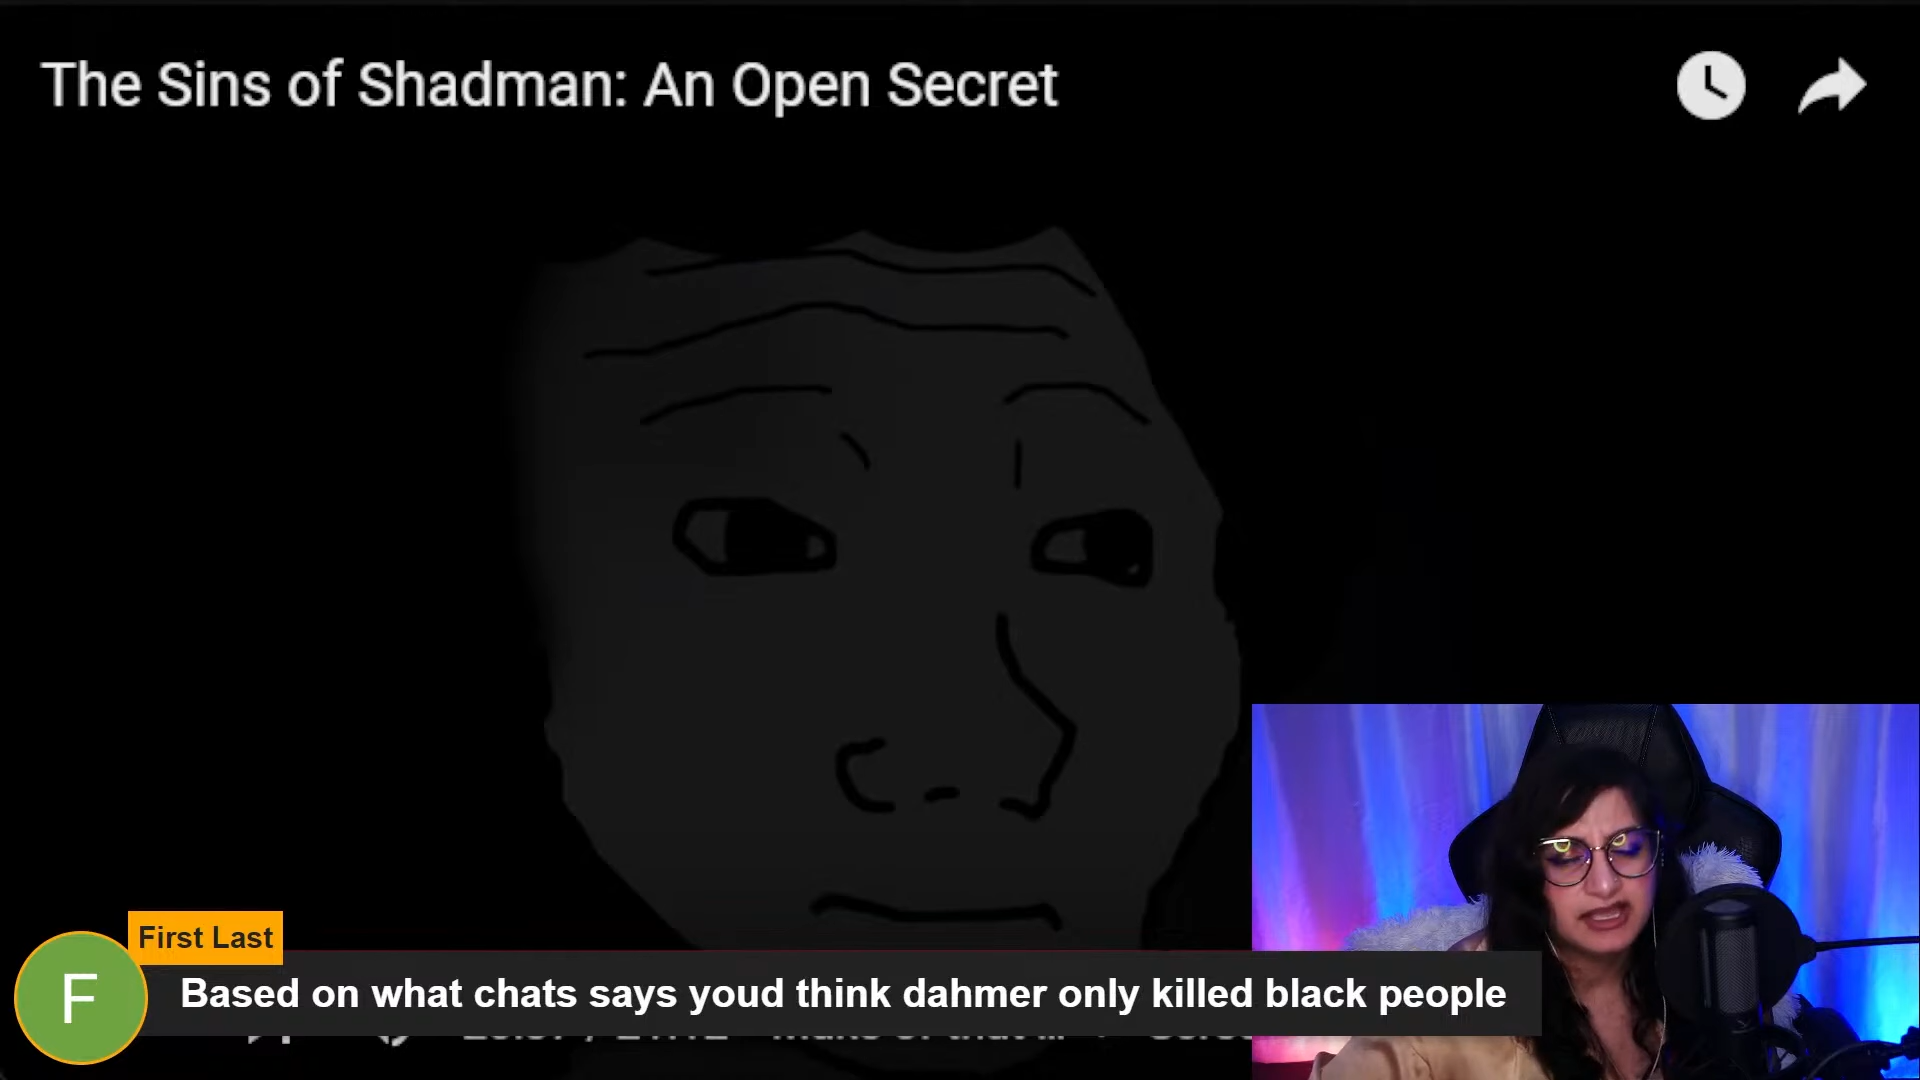 The Sins of Shadman: An Open Secret
First Last
F
Based on what chats says youd think dahmer only killed black people